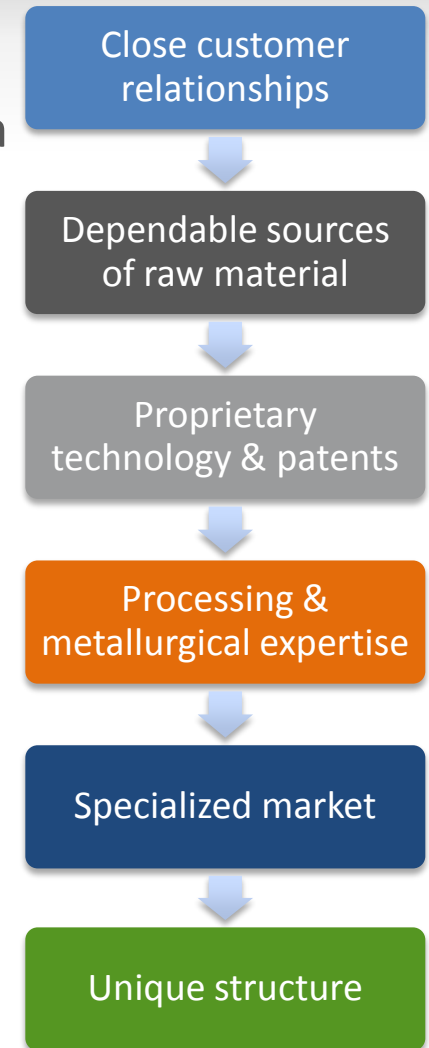 Close customer
relationships
Dependable sources
of raw material
Proprietary
technology & patents
Processing &
metallurgical expertise
Specialized market
Unique structure